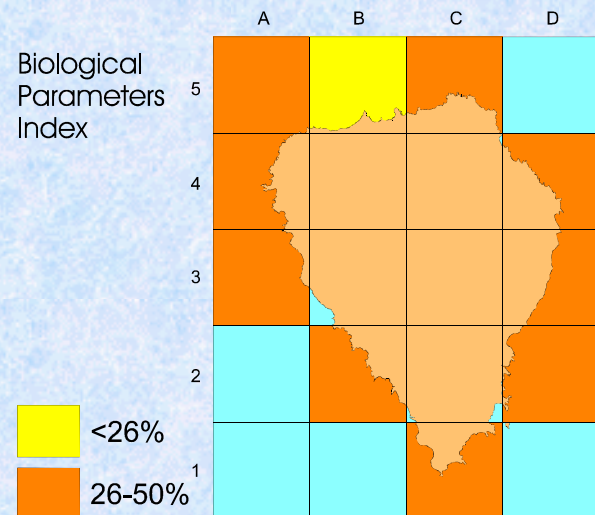 A B C D
Biological
Parameters
Index
5
4
3
2
<26%
1
26-50%